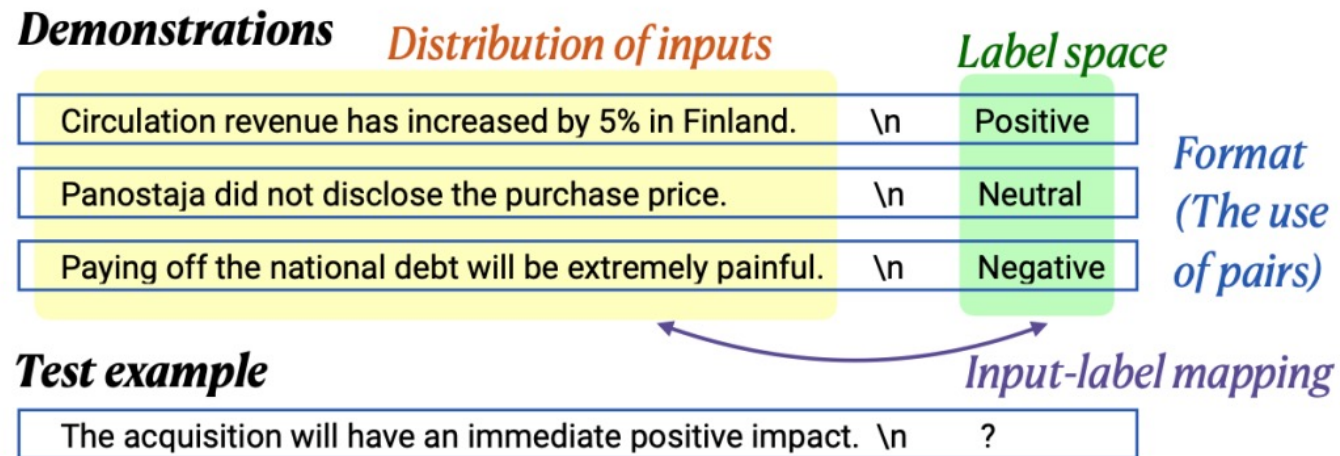 Demonstrations
Distribution of inputs
Label space
Circulation revenue has increased by 5% in Finland. \n Positive
Panostaja did not disclose the purchase price. \n Neutral
Paying off the national debt will be extremely painful. \n Negative
Format
(The use
of pairs)
Test example
Input-label mapping
The acquisition will have an immediate positive impact. \n ?